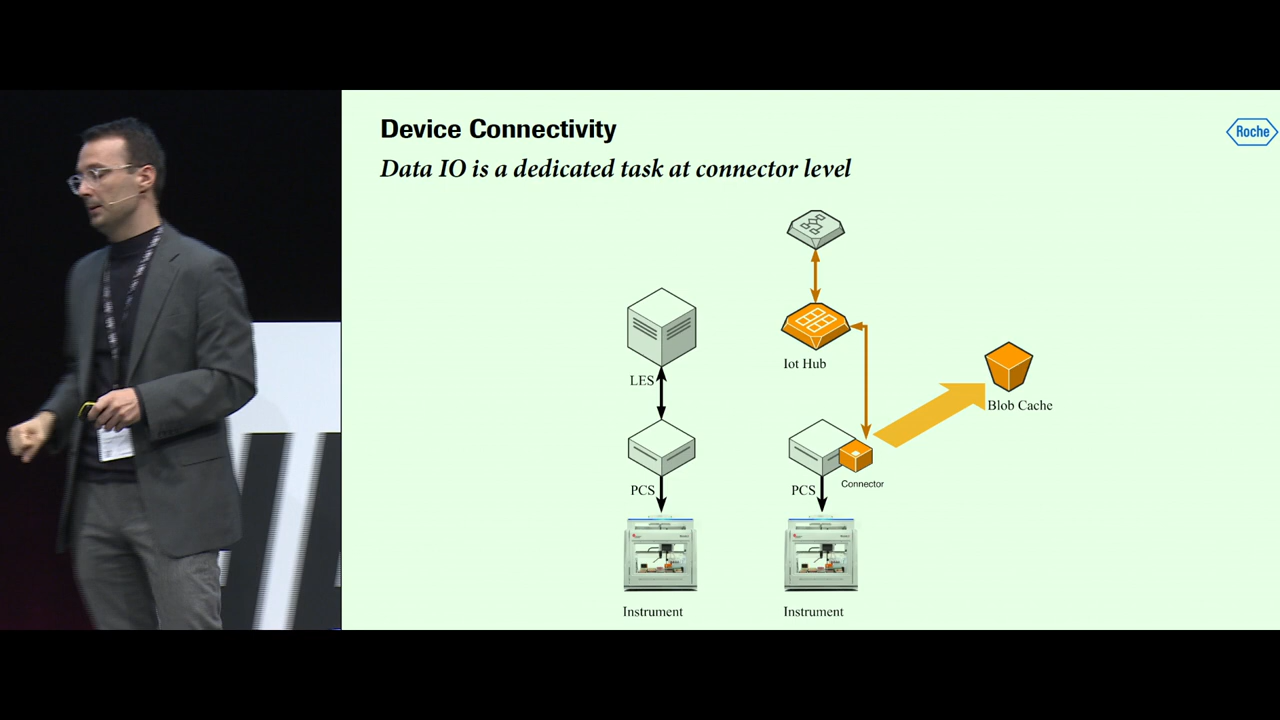 Device Connectivity
Roche
Data IO is a dedicated task at connector level
Iot Hub
LES
Blob Cache
PCS
PCS
Connector
Instrument
Instrument